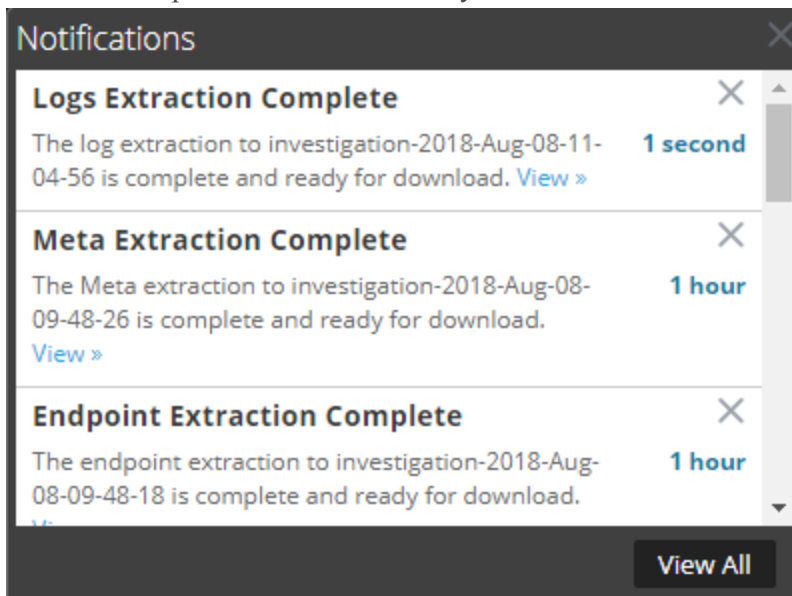 Notifications
Logs Extraction Complete
The log extraction to investigation-2018-Aug-08-11-
04-56 is complete and ready for download. View »
1 second
Meta Extraction Complete
The Meta extraction to investigation-2018-Aug-08-
09-48-26 is complete and ready for download.
View »
1 hour
Endpoint Extraction Complete
The endpoint extraction to investigation-2018-Aug-
08-09-48-18 is complete and ready for download.
1 hour
View All